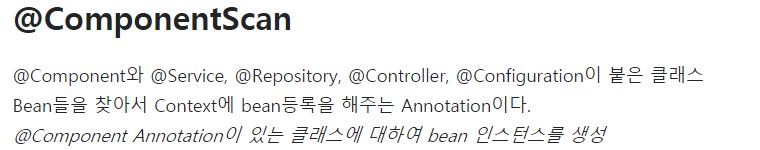 @ComponentScan
@Component와 @Service, @Repository, @Controller, @Configuration이 붙은 클래스
Bean들을 찾아서 Context에 bean등록을 해주는 Annotation이다.
@Component Annotation이 있는 클래스에 대하여 bean 인스턴스를 생성